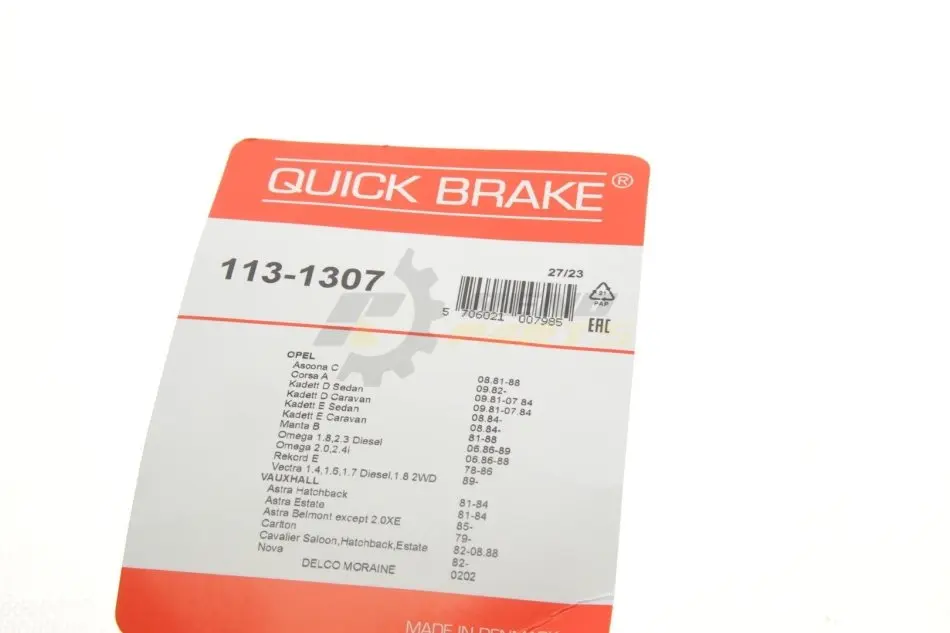 QUICK BRAKE®
113-1307
27/23
5 706021 007985
21
PAP
EAC
OPEL
Ascona C 08.81-88
Corsa A 09.82-
Kadett D Sedan 09.81-07.84
Kadett D Caravan 09.81-07.84
Kadett E Sedan 08.84-
Kadett E Caravan 08.84-
Manta B 81-88
Omega 1.8,2.3 Diesel 06.86-89
Omega 2.0,2.4i 06.86-88
Rekord E 78-86
Vectra 1.4,1.6,1.7 Diesel,1.8 2WD 89-
VAUXHALL
Astra Hatchback 81-84
Astra Estate 81-84
Astra Belmont except 2.0XE 85-
Carlton 79-
Cavalier Saloon,Hatchback,Estate 82-08.88
Nova 82-
DELCO MORAINE 0202
MADE IN DENMARK